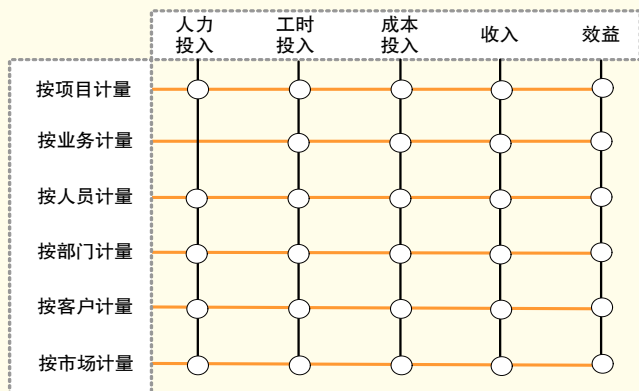 人力
投入
工时
投入
成本
投入
收入
效益
按项目计量
按业务计量
按人员计量
按部门计量
按客户计量
按市场计量